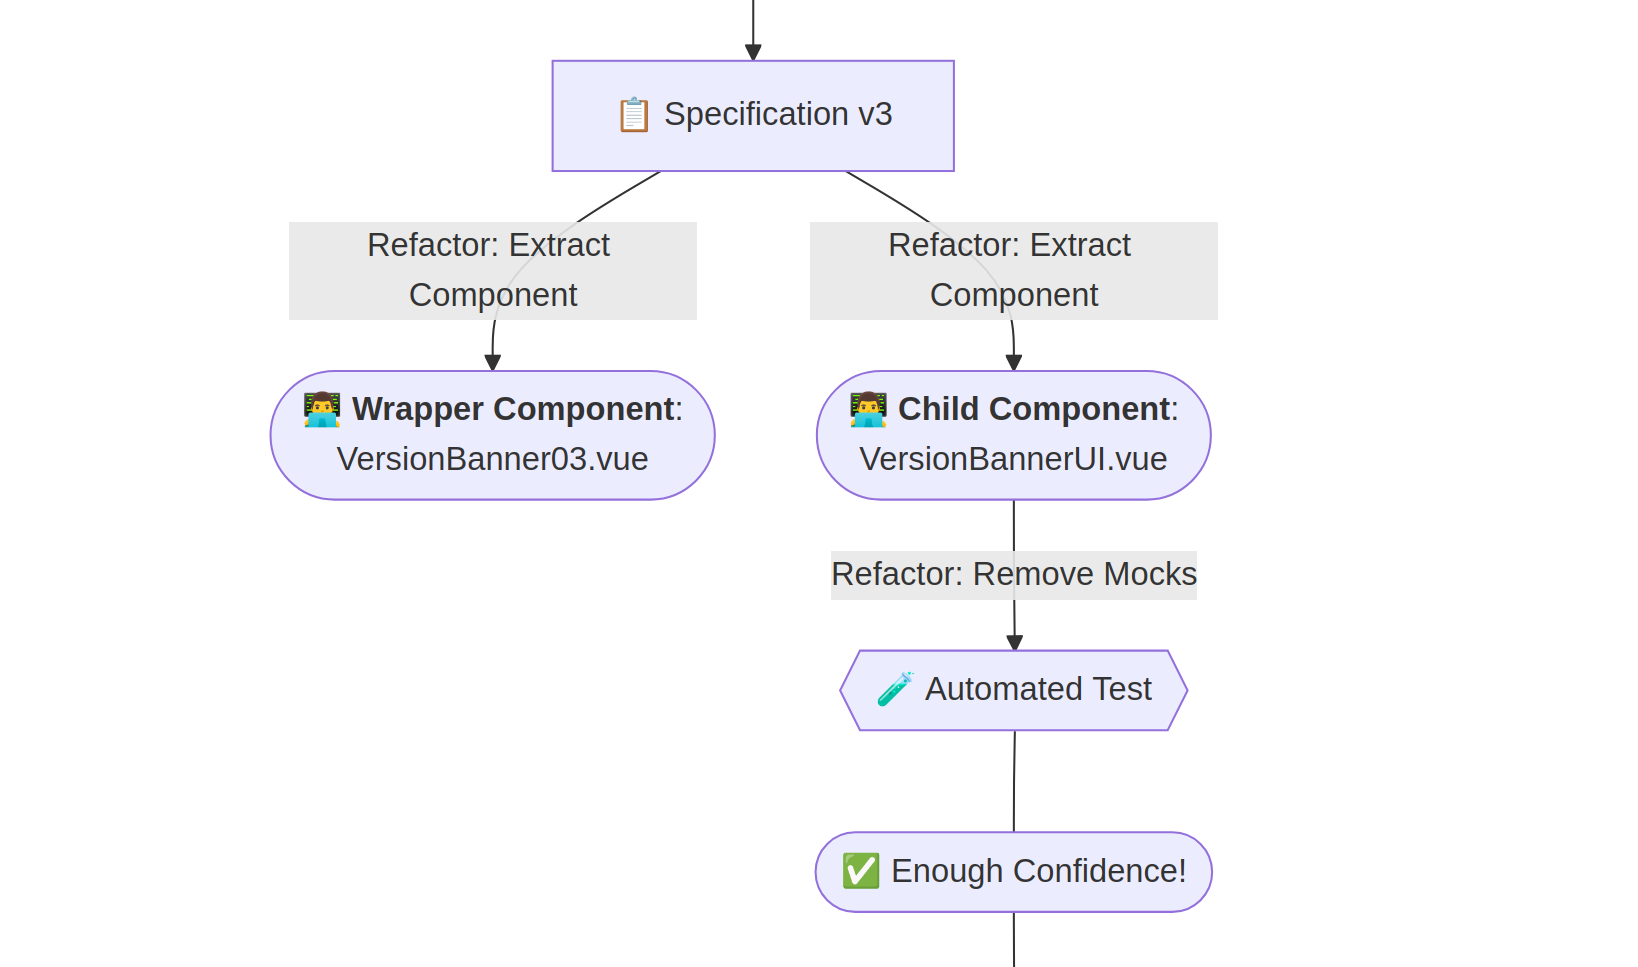 📋 Specification v3
Refactor: Extract
Component
Refactor: Extract
Component
👨‍💻 Wrapper Component:
VersionBanner03.vue
👨‍💻 Child Component:
VersionBannerUI.vue
Refactor: Remove Mocks
🧪 Automated Test
✅ Enough Confidence!